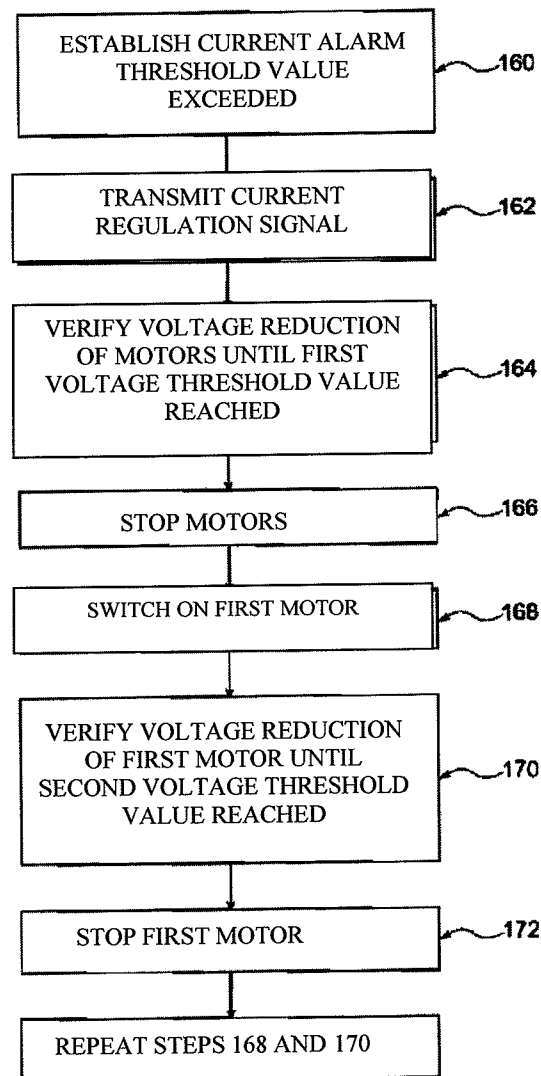 ESTABLISH CURRENT ALARM
THRESHOLD VALUE
EXCEEDED
160
TRANSMIT CURRENT
REGULATION SIGNAL
162
VERIFY VOLTAGE REDUCTION
OF MOTORS UNTIL FIRST
VOLTAGE THRESHOLD VALUE
REACHED
164
STOP MOTORS
166
SWITCH ON FIRST MOTOR
168
VERIFY VOLTAGE REDUCTION
OF FIRST MOTOR UNTIL
SECOND VOLTAGE THRESHOLD
VALUE REACHED
170
STOP FIRST MOTOR
172
REPEAT STEPS 168 AND 170